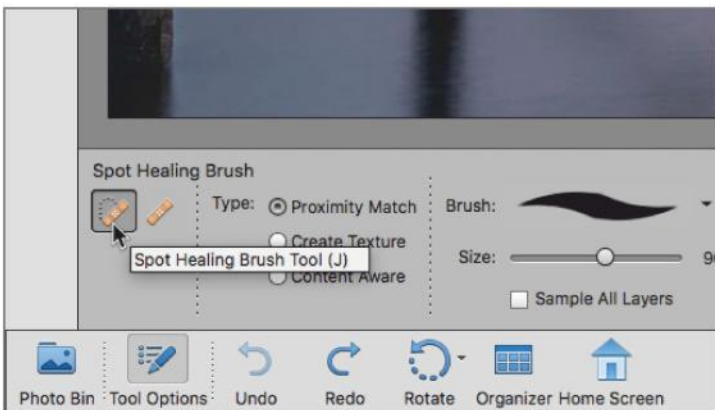 Spot Healing Brush
Type: Proximity Match Brush:
Create Texture
Spot Healing Brush Tool (J) Size:
Content Aware
Sample All Layers
Photo Bin Tool Options Undo Redo Rotate Organizer Home Screen